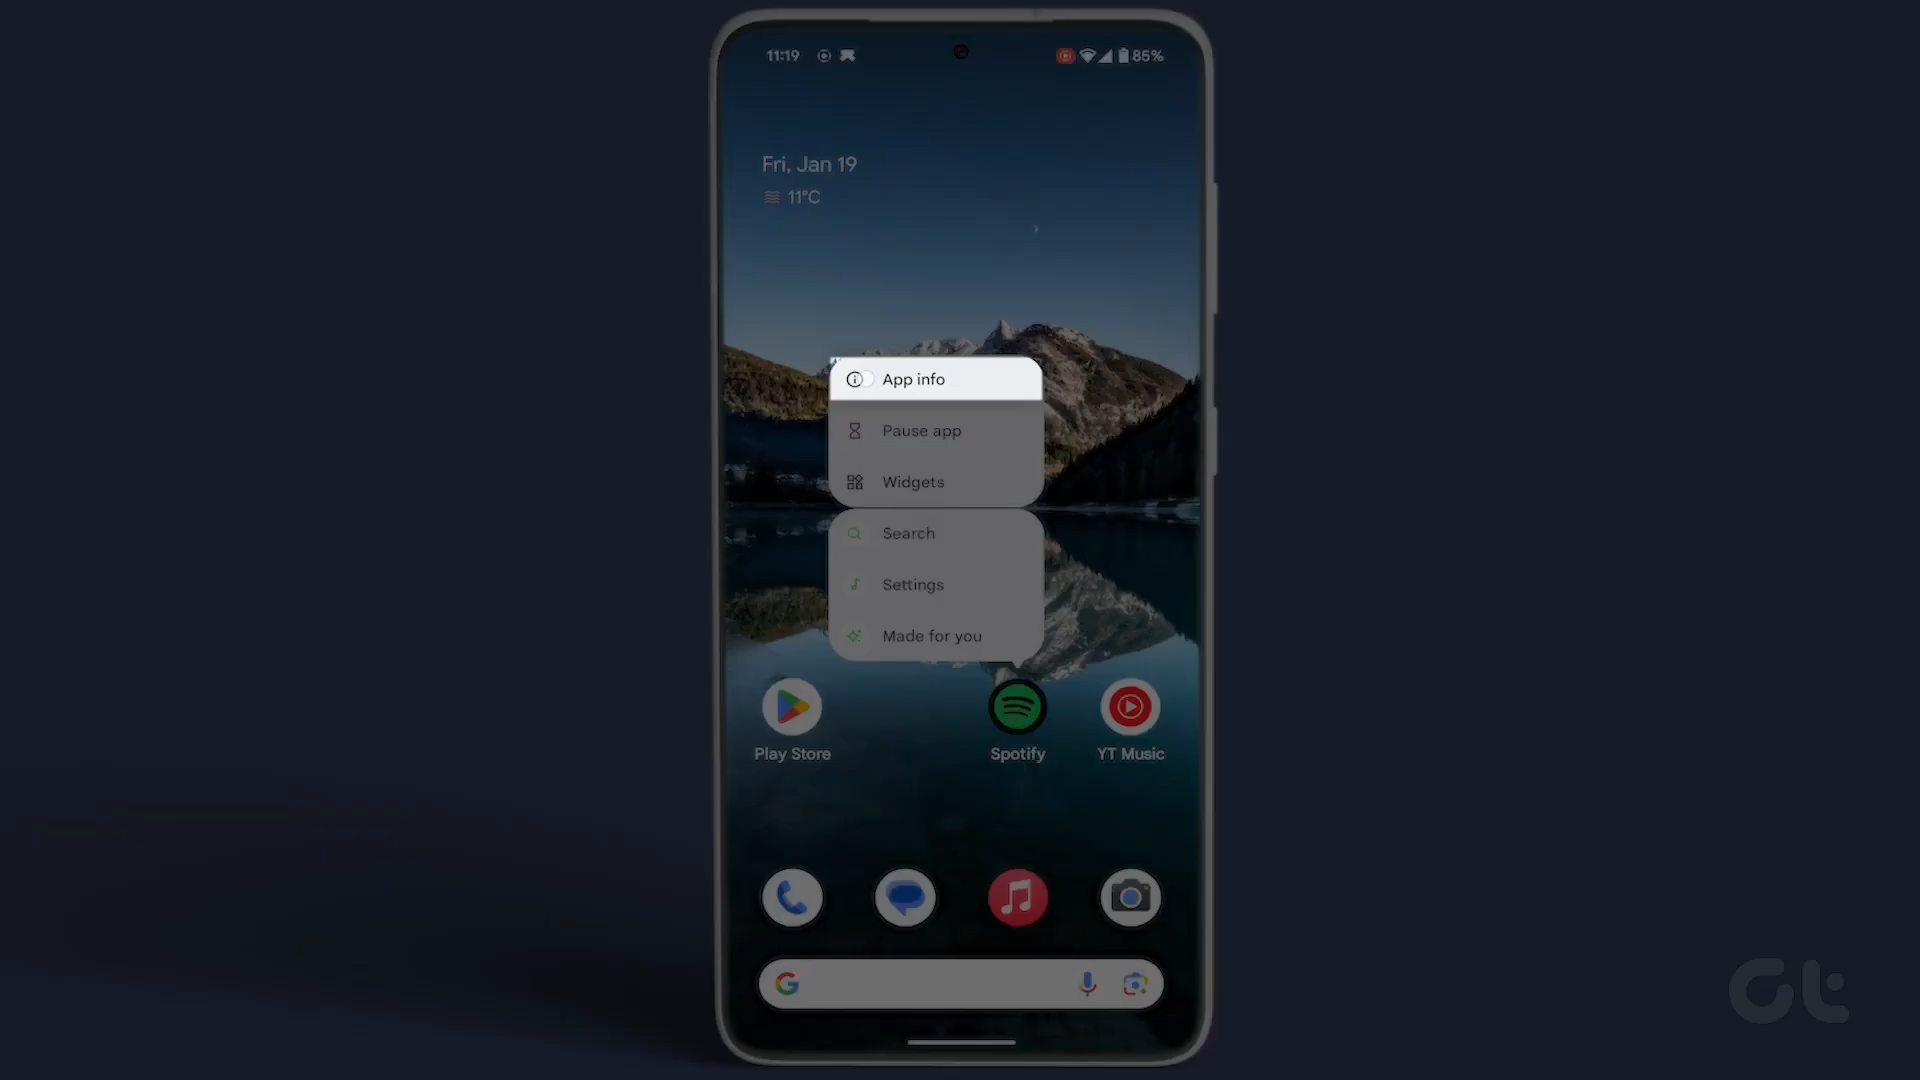 11:19
85%
Fri, Jan 19
11°C
App info
Pause app
Widgets
Search
Settings
Made for you
Play Store
Spotify
YT Music
Gt